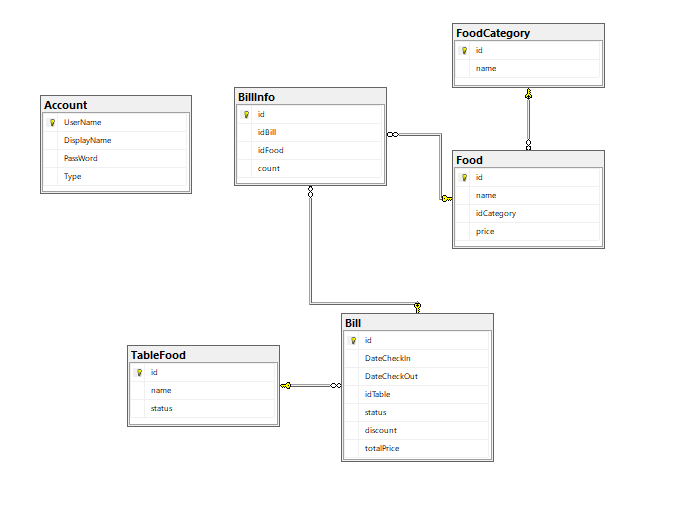 FoodCategory
id
name
Account
UserName
DisplayName
PassWord
Type
BillInfo
id
idBill
idFood
count
Food
id
name
idCategory
price
TableFood
id
name
status
Bill
id
DateCheckIn
DateCheckOut
idTable
status
discount
totalPrice